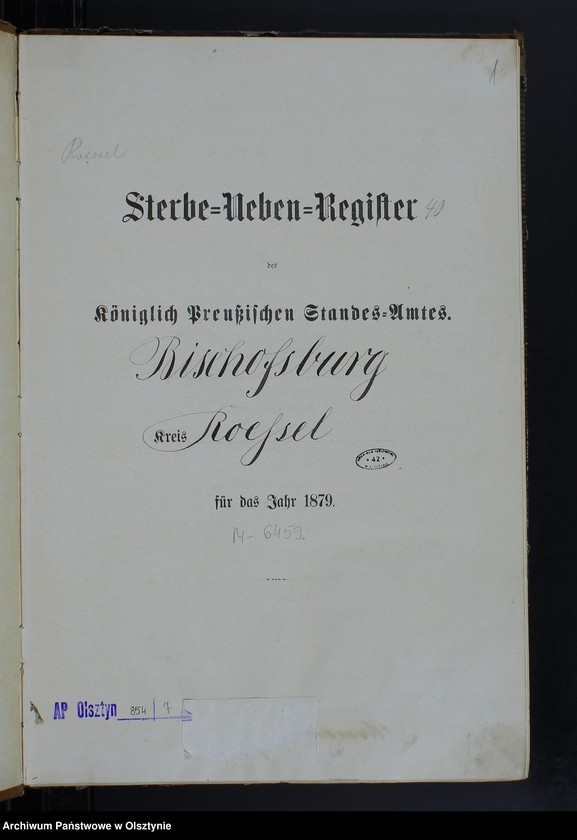 1
Roessel
Sterbe=Neben=Register 40
des
Königlich Preußischen Standes=Amtes.
Bischofsburg
Kreis Roessel
42
für das Jahr 1879.
M-6459
AP Olsztyn 854 7
Archiwum Państwowe w Olsztynie